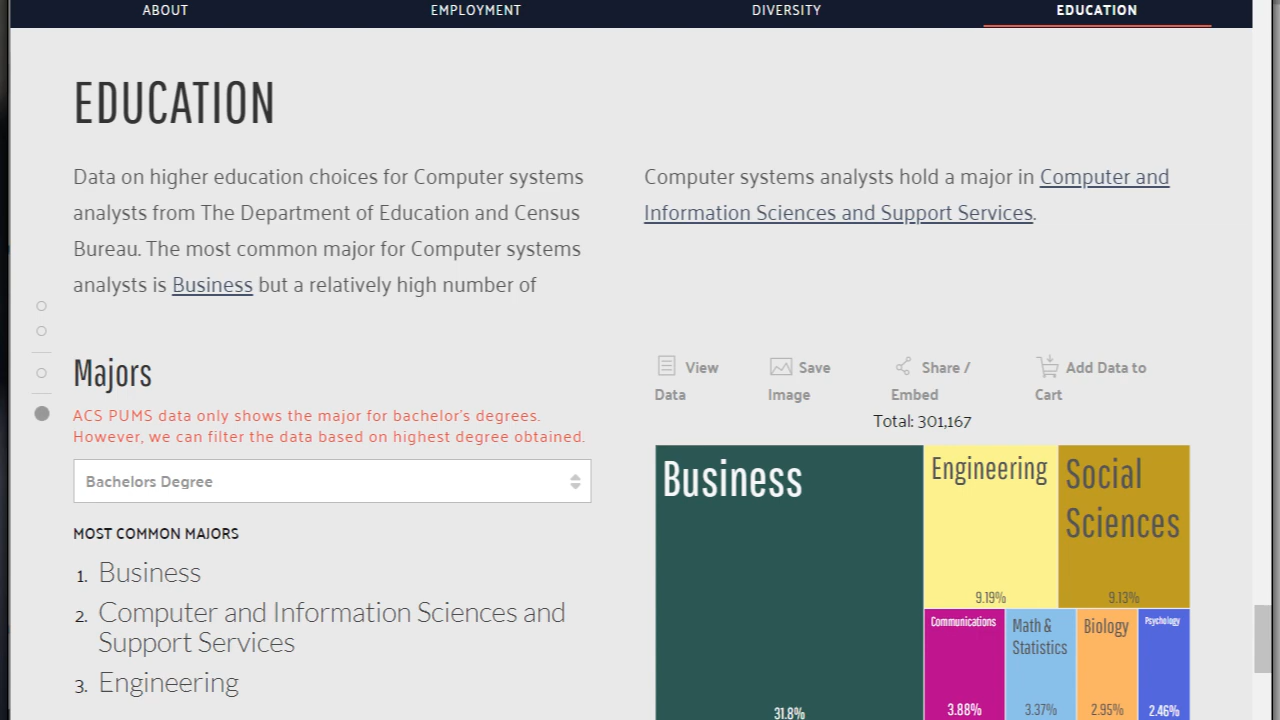 ABOUT
EMPLOYMENT
DIVERSITY
EDUCATION
EDUCATION
Data on higher education choices for Computer systems
analysts from The Department of Education and Census
Bureau. The most common major for Computer systems
analysts is Business but a relatively high number of
Computer systems analysts hold a major in Computer and
Information Sciences and Support Services.
Majors
ACS PUMS data only shows the major for bachelor's degrees.
However, we can filter the data based on highest degree obtained.
Bachelors Degree
MOST COMMON MAJORS
1. Business
2. Computer and Information Sciences and
Support Services
3. Engineering
View
Data
Save
Image
Share /
Embed
Add Data to
Cart
Total: 301,167
Business
31.8%
Engineering
9.19%
Social
Sciences
9.13%
Communications
3.88%
Math &
Statistics
3.37%
Biology
2.95%
Psychology
2.46%